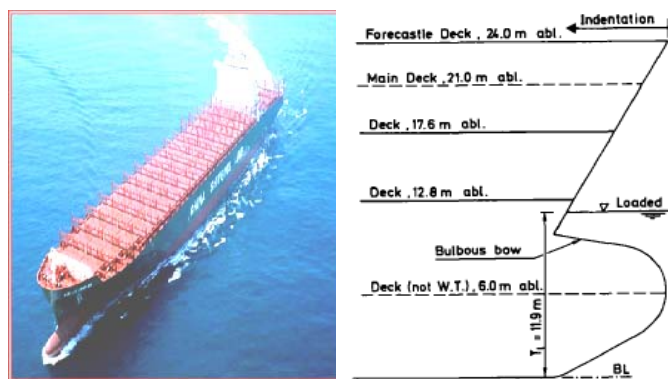 Indentation
Forecastle Deck , 24.0 m abl.
Main Deck ,21.0 m abl.
Deck ,17.6 m abl.
Deck ,12.8 m abl.
Loaded
Bulbous bow
Deck (not W.T.) ,6.0 m abl.
T_L = 11.9 m
BL